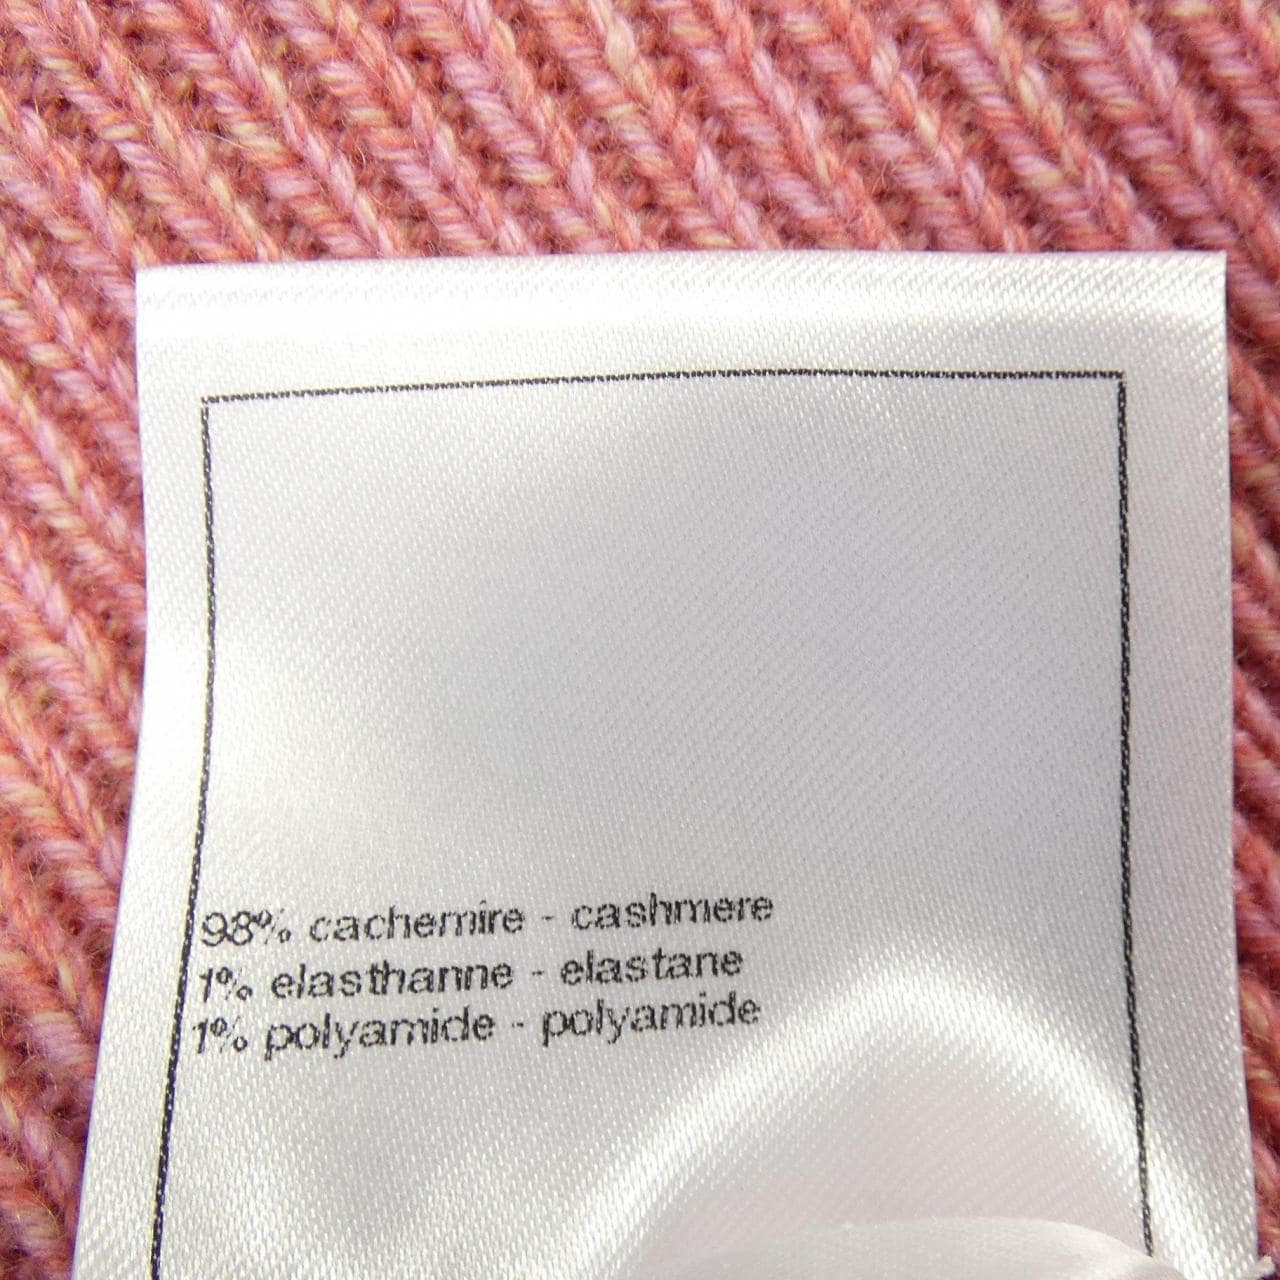 98% cachemire - cashmere
1% elasthanne - elastane
1% polyamide - polyamide